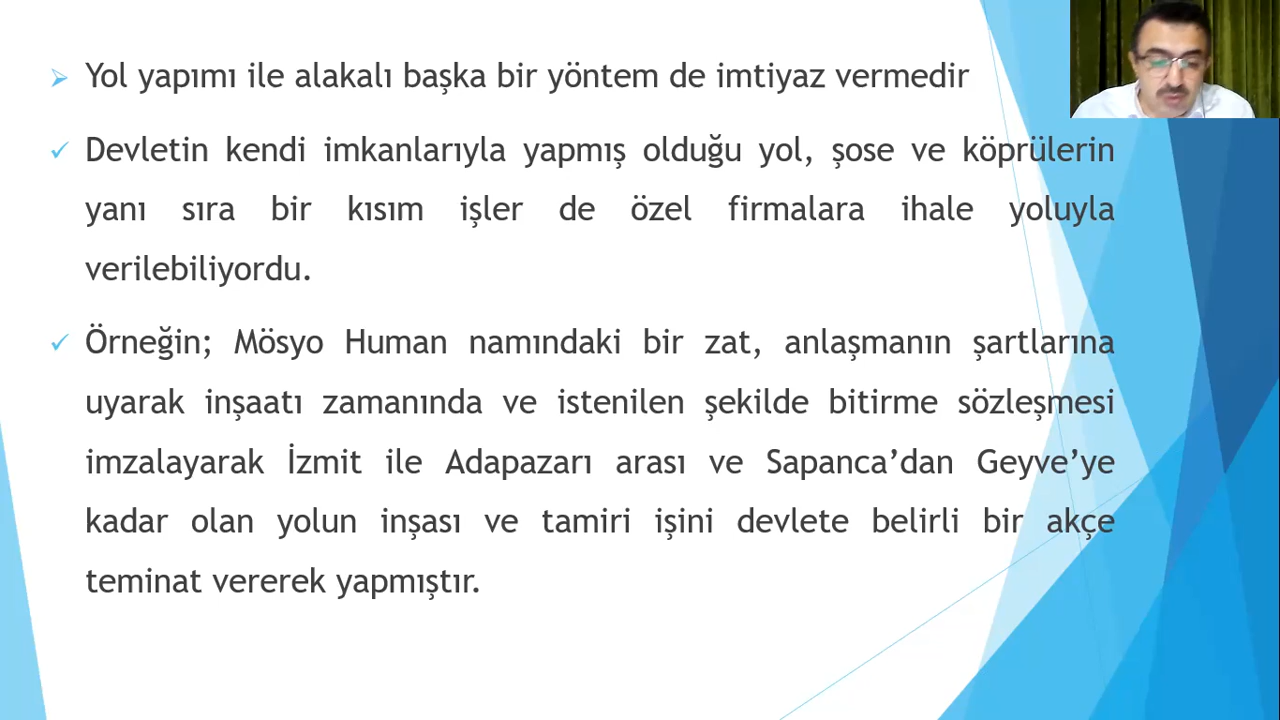 Yol yapımı ile alakalı başka bir yöntem de imtiyaz vermedir
Devletin kendi imkanlarıyla yapmış olduğu yol, şose ve köprülerin
yanı sıra bir kısım işler de özel firmalara ihale yoluyla
verilebiliyordu.
Örneğin; Mösyo Human namındaki bir zat, anlaşmanın şartlarına
uyarak inşaatı zamanında ve istenilen şekilde bitirme sözleşmesi
imzalayarak İzmit ile Adapazarı arası ve Sapanca’dan Geyve’ye
kadar olan yolun inşası ve tamiri işini devlete belirli bir akçe
teminat vererek yapmıştır.